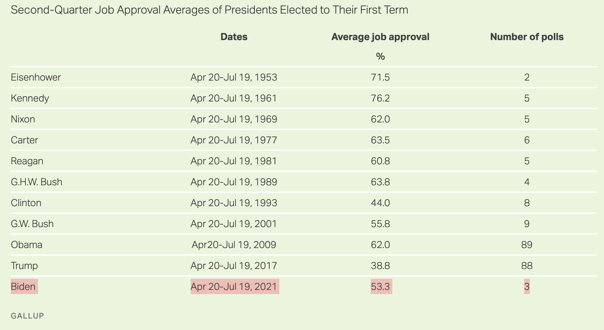 Second-Quarter Job Approval Averages of Presidents Elected to Their First Term
Dates Average job approval Number of polls
%
Eisenhower Apr 20-Jul 19, 1953 71.5 2
Kennedy Apr 20-Jul 19, 1961 76.2 5
Nixon Apr 20-Jul 19, 1969 62.0 5
Carter Apr 20-Jul 19, 1977 63.5 6
Reagan Apr 20-Jul 19, 1981 60.8 5
G.H.W. Bush Apr 20-Jul 19, 1989 63.8 4
Clinton Apr 20-Jul 19, 1993 44.0 8
G.W. Bush Apr 20-Jul 19, 2001 55.8 9
Obama Apr20-Jul 19, 2009 62.0 89
Trump Apr 20-Jul 19, 2017 38.8 88
Biden Apr 20-Jul 19, 2021 53.3 3
GALLUP